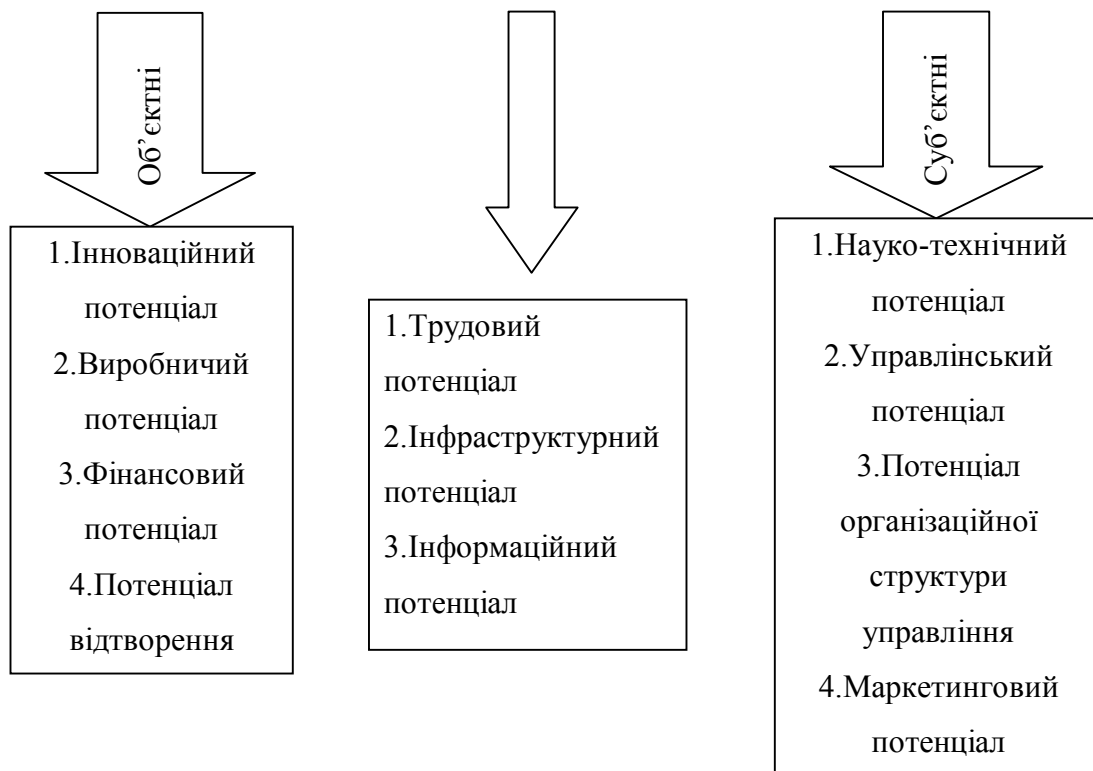 Об’єктні
1.Інноваційний
потенціал
2.Виробничий
потенціал
3.Фінансовий
потенціал
4.Потенціал
відтворення
1.Трудовий
потенціал
2.Інфраструктурний
потенціал
3.Інформаційний
потенціал
Суб’єктні
1.Науко-технічний
потенціал
2.Управлінський
потенціал
3.Потенціал
організаційної
структури
управління
4.Маркетинговий
потенціал